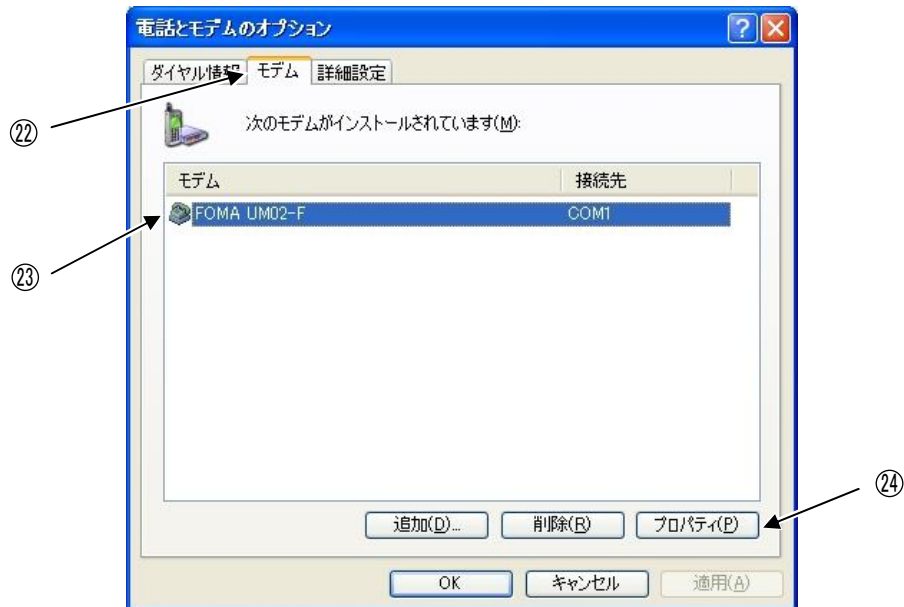 電話とモデムのオプション
ダイヤル情報 モデム 詳細設定
㉒
次のモデムがインストールされています(M):
モデム 接続先
FOMA UM02-F COM1
㉓
㉔
追加(D)... 削除(R) プロパティ(P)
OK キャンセル 適用(A)